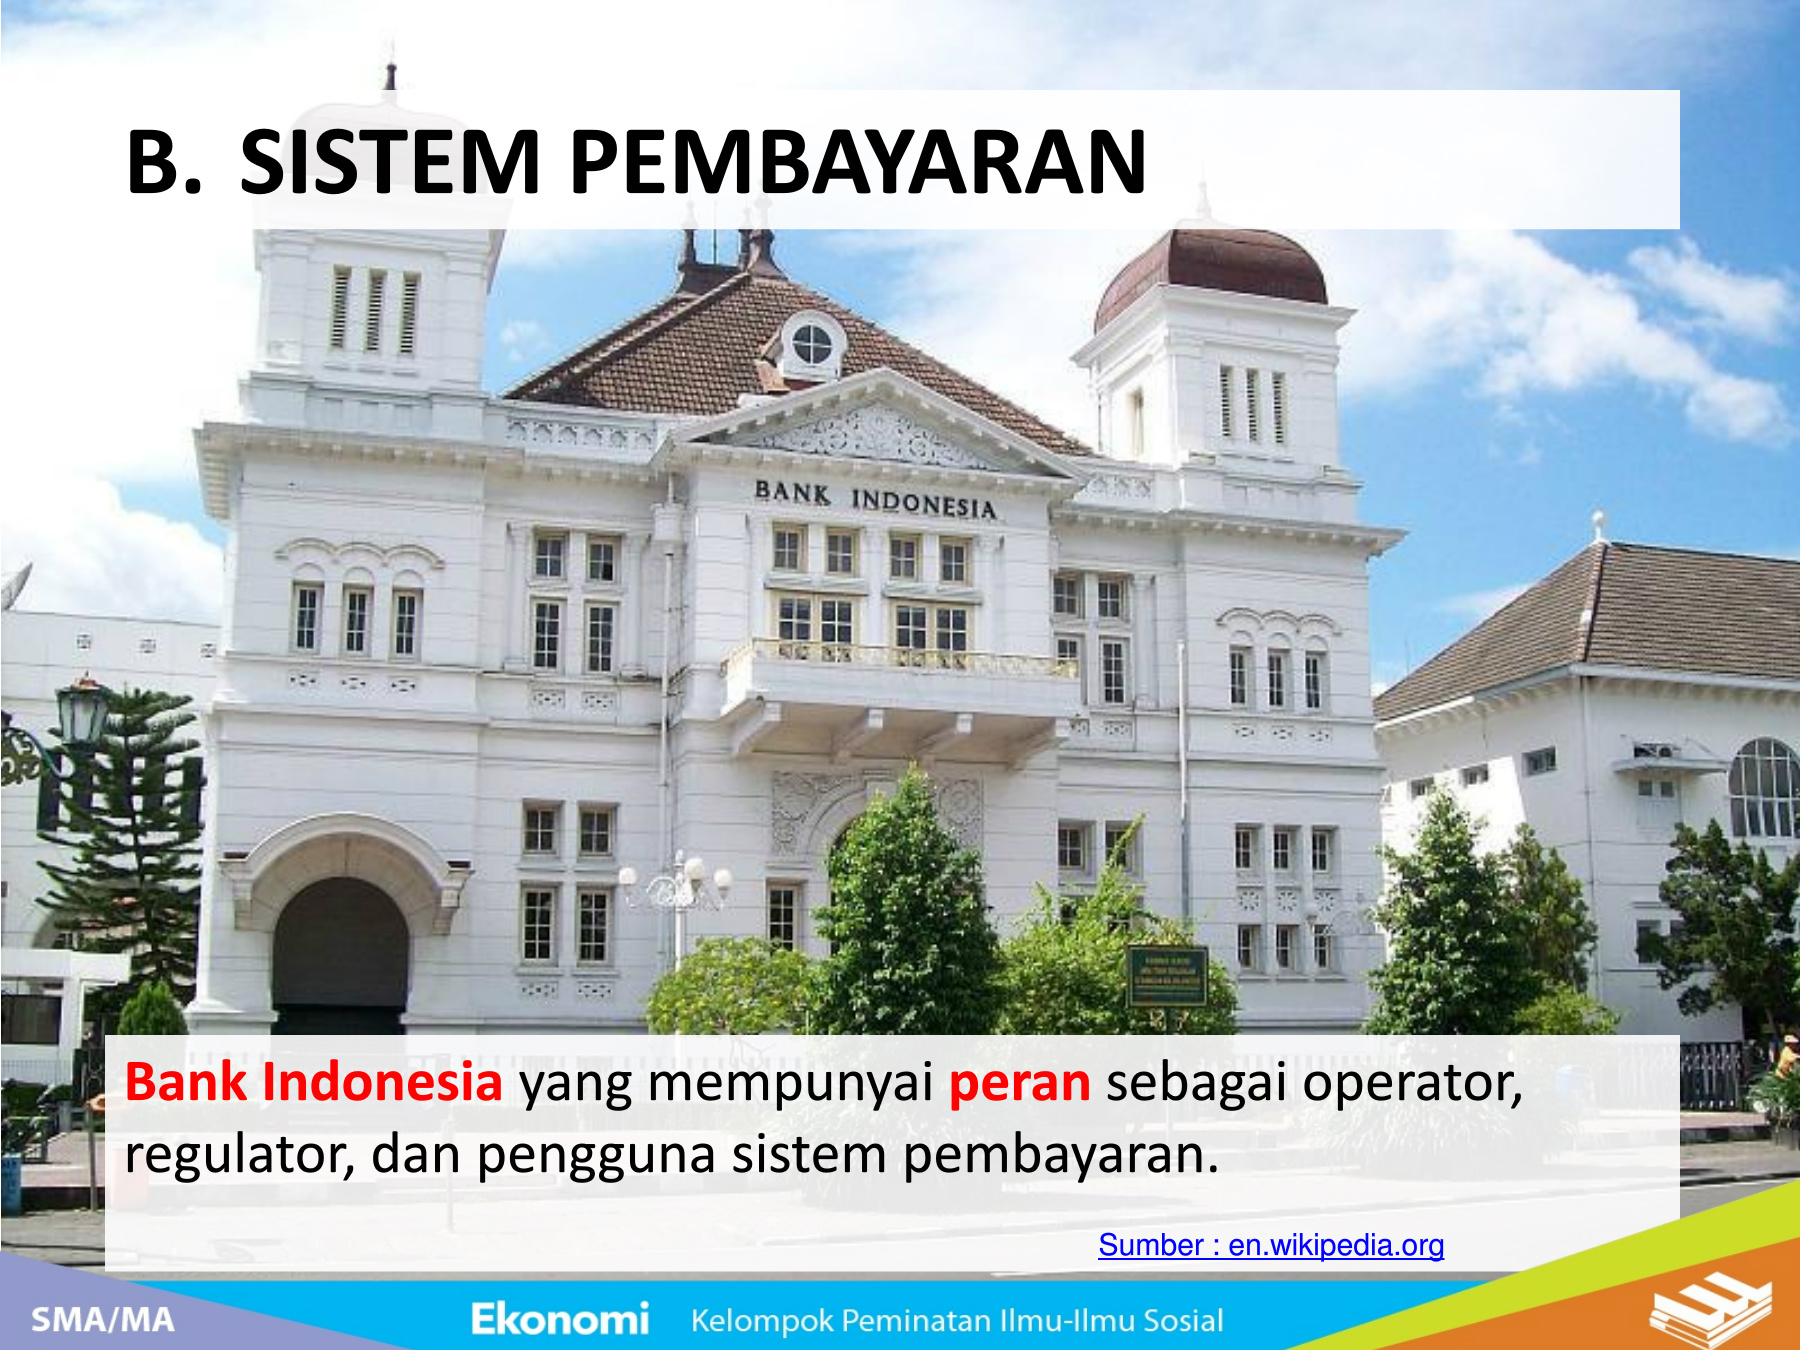 B. SISTEM PEMBAYARAN
BANK INDONESIA
Bank Indonesia yang mempunyai peran sebagai operator,
regulator, dan pengguna sistem pembayaran.
Sumber : en.wikipedia.org
SMA/MA
Ekonomi Kelompok Peminatan Ilmu-Ilmu Sosial